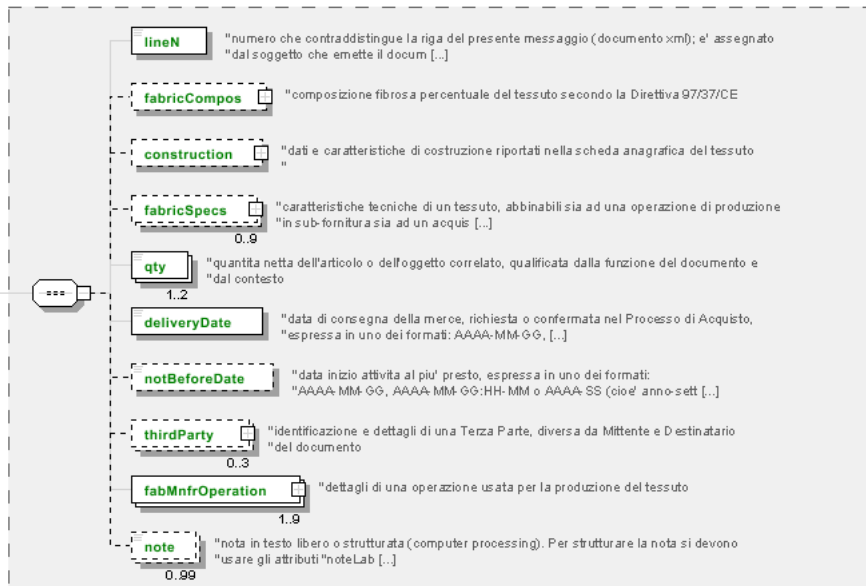 lineN
"numero che contraddistingue la riga del presente messaggio (documento xml); e' assegnato
"dal soggetto che emette il docum [...]
fabricCompos
"composizione fibrosa percentuale del tessuto secondo la Direttiva 97/37/CE
construction
"dati e caratteristiche di costruzione riportati nella scheda anagrafica del tessuto
"
fabricSpecs
"caratteristiche tecniche di un tessuto, abbinabili sia ad una operazione di produzione
"in sub-fornitura sia ad un acquis [...]
0..9
qty
"quantita netta dell'articolo o dell'oggetto correlato, qualificata dalla funzione del documento e
"dal contesto
1..2
deliveryDate
"data di consegna della merce, richiesta o confermata nel Processo di Acquisto,
"espressa in uno dei formati: AAAA-MM-GG, [...]
notBeforeDate
"data inizio attivita al piu' presto, espressa in uno dei formati:
"AAAA-MM-GG, AAAA-MM-GG:HH-MM o AAAA-SS (cioe' anno-sett [...]
thirdParty
"identificazione e dettagli di una Terza Parte, diversa da Mittente e Destinatario
"del documento
0..3
fabMnfrOperation
"dettagli di una operazione usata per la produzione del tessuto
1..9
note
"nota in testo libero o strutturata (computer processing). Per strutturare la nota si devono
"usare gli attributi "noteLab [...]
0..99